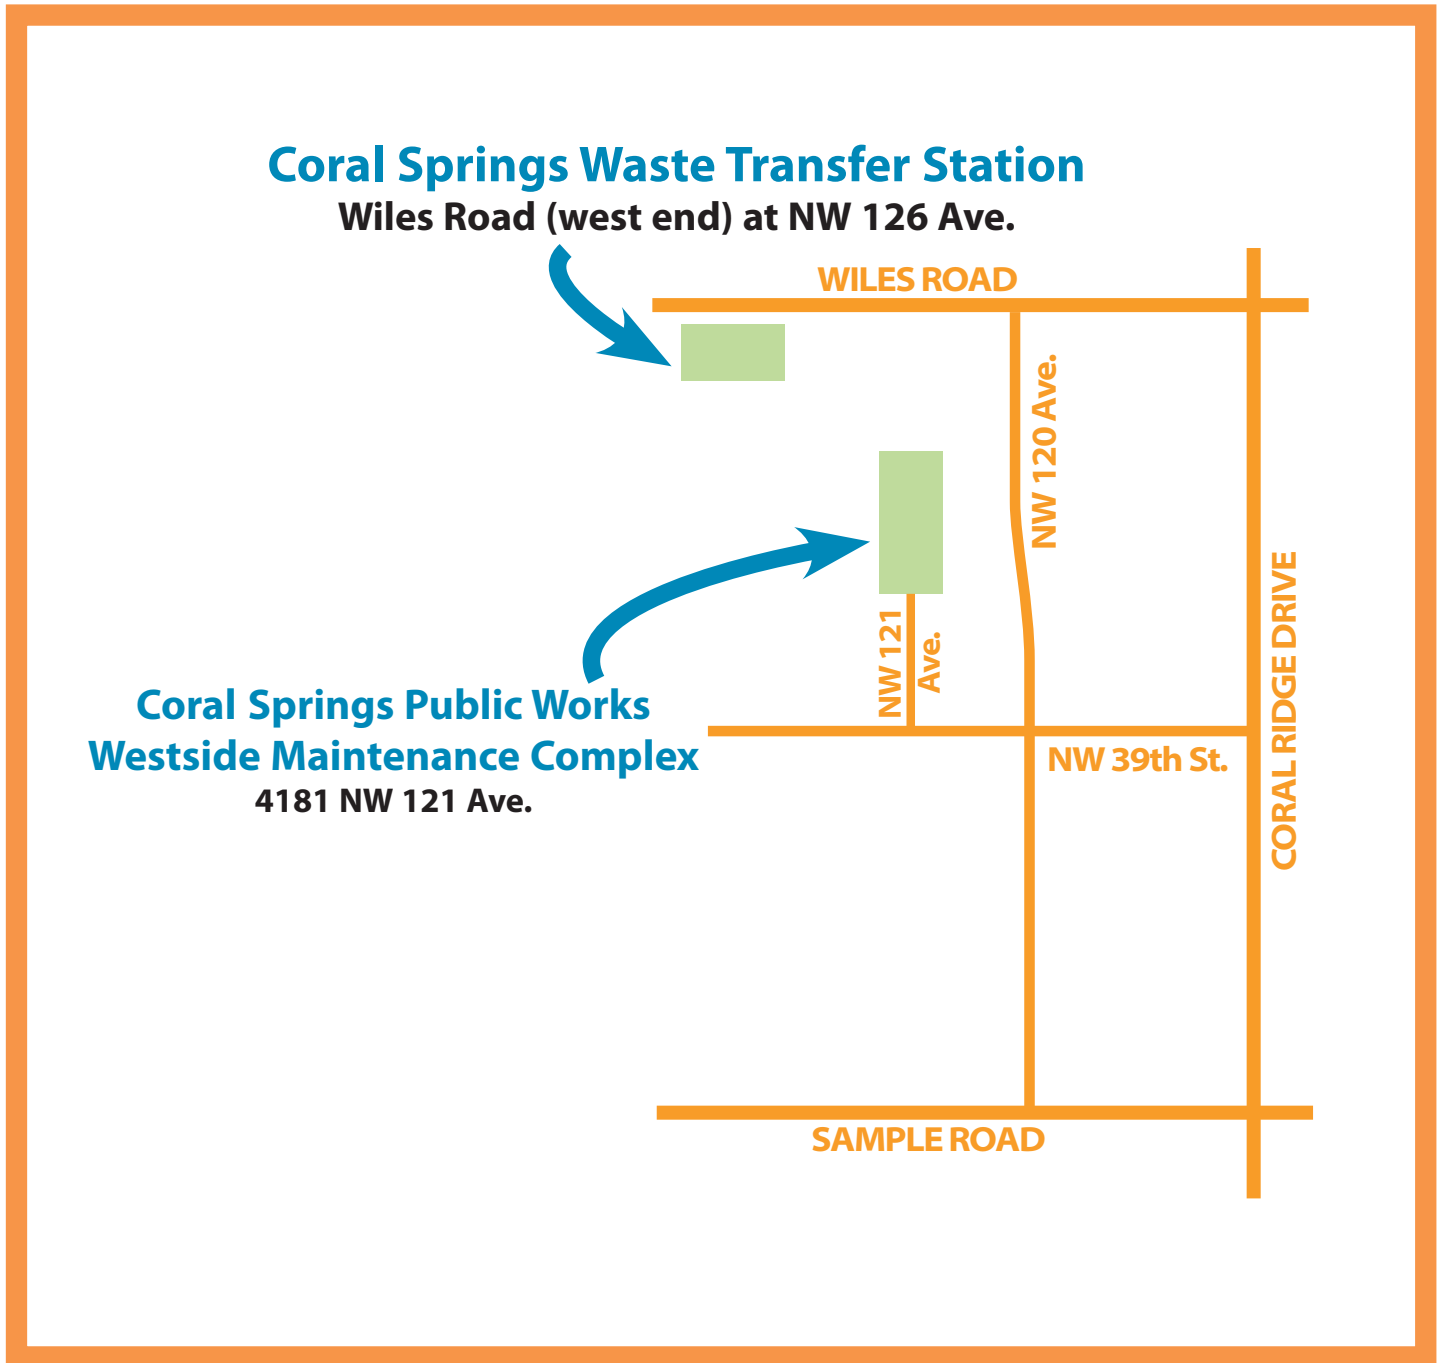 Coral Springs Waste Transfer Station
Wiles Road (west end) at NW 126 Ave.
WILES ROAD
NW 120 Ave.
NW 121
Ave.
CORAL RIDGE DRIVE
Coral Springs Public Works
Westside Maintenance Complex
4181 NW 121 Ave.
NW 39th St.
SAMPLE ROAD